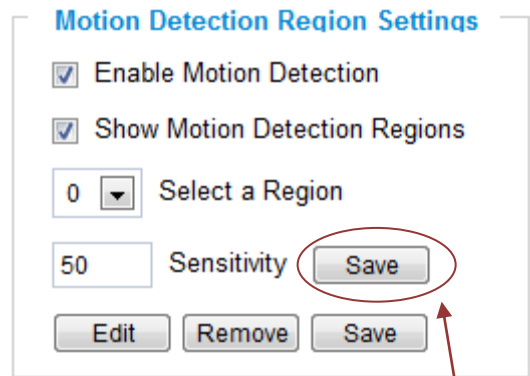 Motion Detection Region Settings
Enable Motion Detection
Show Motion Detection Regions
0 Select a Region
50 Sensitivity Save
Edit Remove Save